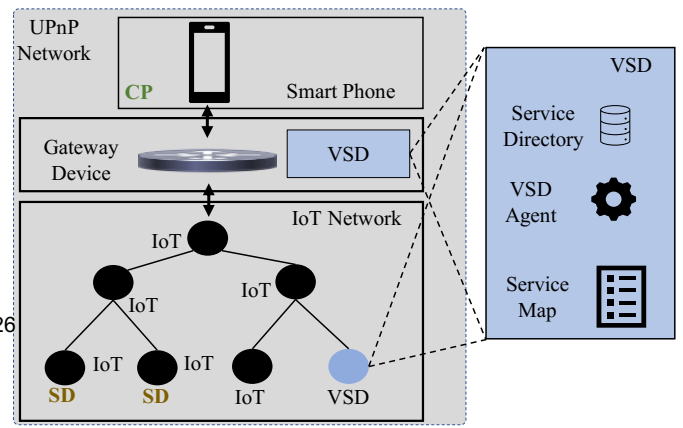 UPnP
Network
CP
Smart Phone
Gateway
Device
VSD
IoT Network
IoT
IoT
IoT
IoT
IoT
IoT
SD
SD
VSD
26
VSD
Service
Directory
VSD
Agent
Service
Map